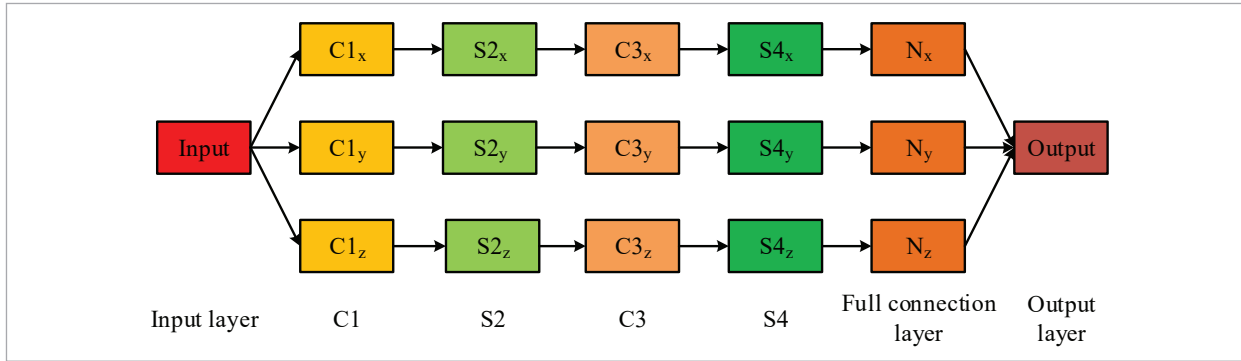 C1x S2x C3x S4x Nx
Input C1y S2y C3y S4y Ny Output
C1z S2z C3z S4z Nz
Input layer C1 S2 C3 S4 Full connection layer Output layer